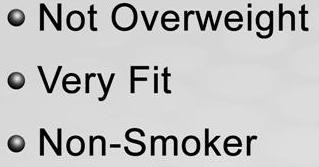 • Not Overweight
• Very Fit
• Non-Smoker